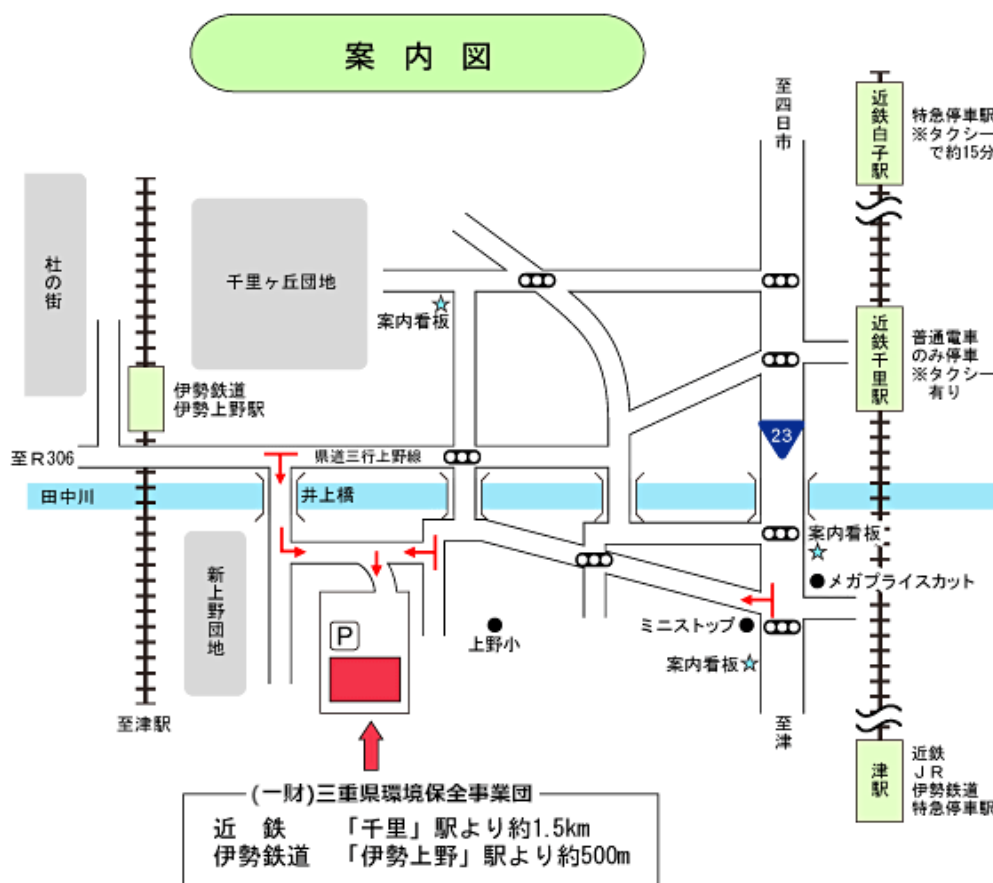 案 内 図
至四日市
近鉄白子駅
特急停車駅
※タクシー
で約15分
杜の街
千里ヶ丘団地
案内看板
近鉄千里駅
普通電車
のみ停車
※タクシー
有り
伊勢鉄道
伊勢上野駅
23
至R306
県道三行上野線
田中川
井上橋
案内看板
メガプライスカット
新上野団地
P
上野小
ミニストップ
案内看板
至津駅
至津
津駅
近鉄
JR
伊勢鉄道
特急停車駅
(一財)三重県環境保全事業団
近 鉄 「千里」駅より約1.5km
伊勢鉄道 「伊勢上野」駅より約500m